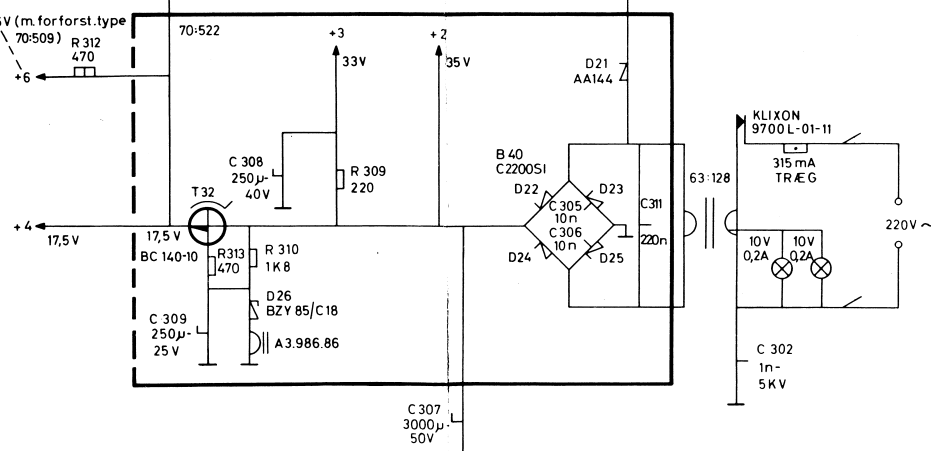 V (m. forforst. type
70:509)
R 312
470
+6
70:522
+3
33V
+2
35V
D21
AA144
KLIXON
9700L-01-11
315 mA
TRÆG
B 40
C2200SI
C 308
250µ-
40V
R 309
220
T32
D22
D23
C305
10n
C306
10n
D24
D25
C311
220n
63:128
220V ~
+4
17,5V
17,5V
BC 140-10
R313
470
R 310
1K8
10V
0,2A
10V
0,2A
D26
BZY 85/C18
C 309
250µ-
25 V
A3.986.86
C 302
1n-
5KV
C 307
3000µ-
50V